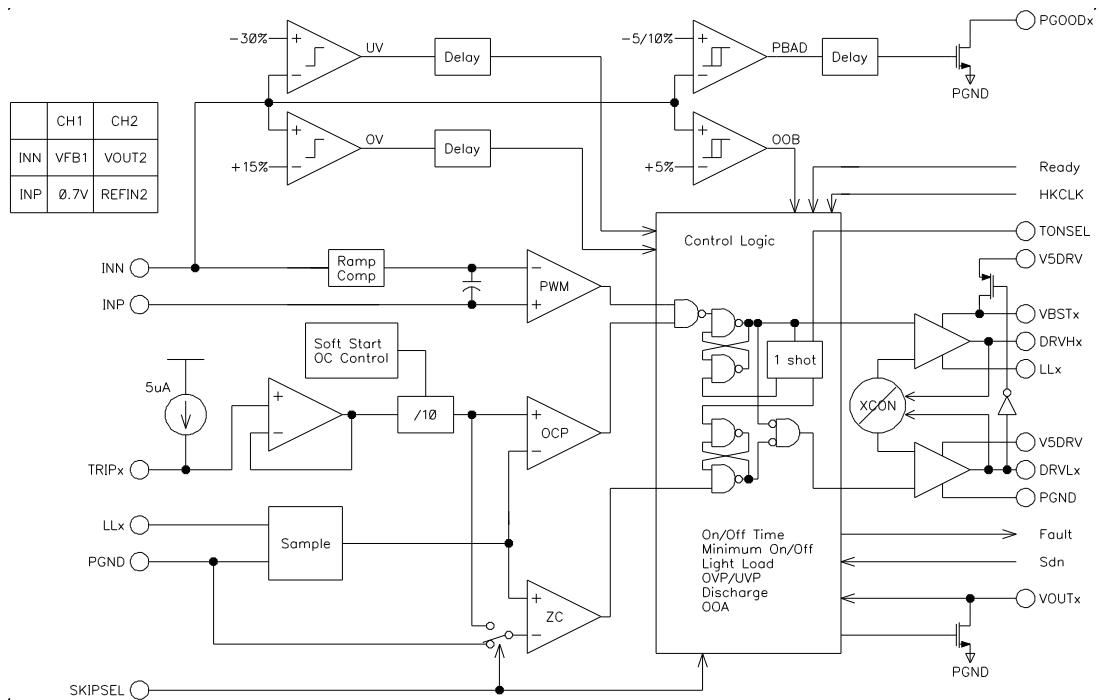 PGOODx
-30%
+
-
UV
Delay
-5/10%
+
-
PBAD
Delay
PGND
CH1 CH2
INN VFB1 VOUT2
INP 0.7V REFIN2
+
-
+15%
OV
Delay
+
-
+5%
OOB
Ready
HKCLK
Control Logic
TONSEL
INN
Ramp
Comp
-
+
PWM
V5DRV
INP
VBSTx
Soft Start
OC Control
1 shot
DRVHx
LLx
5uA
+
-
/10
+
-
OCP
XCON
V5DRV
TRIPx
DRVLx
PGND
LLx
Sample
PGND
On/Off Time
Minimum On/Off
Light Load
OVP/UVP
Discharge
OOA
Fault
Sdn
+
-
ZC
VOUTx
PGND
SKIPSEL